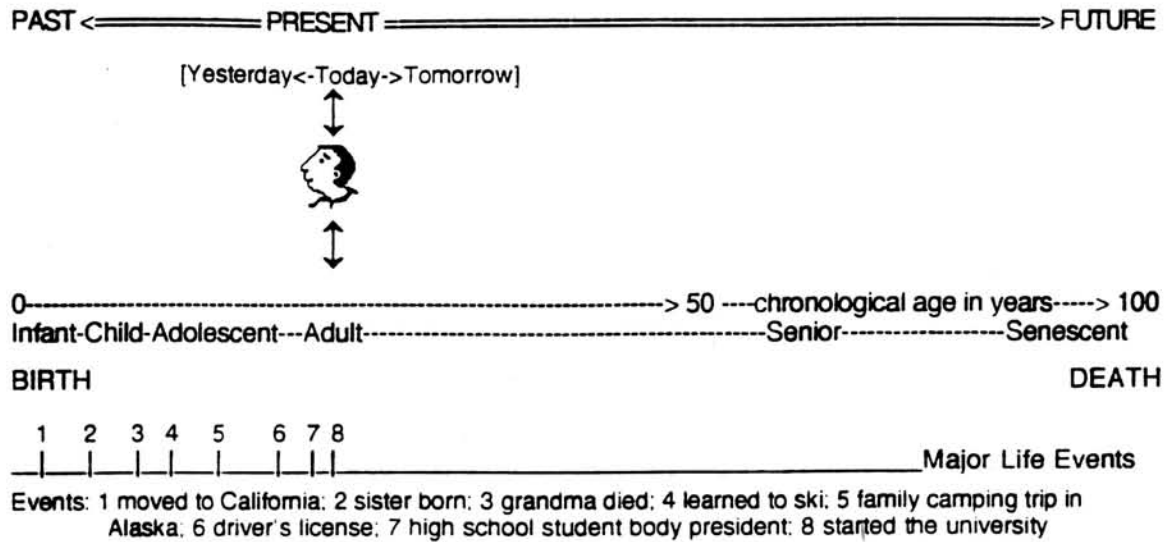 PAST <=========== PRESENT ==========================================> FUTURE
[Yesterday<-Today->Tomorrow]
0-----------------------------------------------------------------------> 50 ----chronological age in years-----> 100
Infant-Child-Adolescent---Adult---------------------------------------------Senior------------------Senescent
BIRTH DEATH
1 2 3 4 5 6 7 8
Major Life Events
Events: 1 moved to California; 2 sister born; 3 grandma died; 4 learned to ski; 5 family camping trip in
Alaska; 6 driver's license; 7 high school student body president; 8 started the university